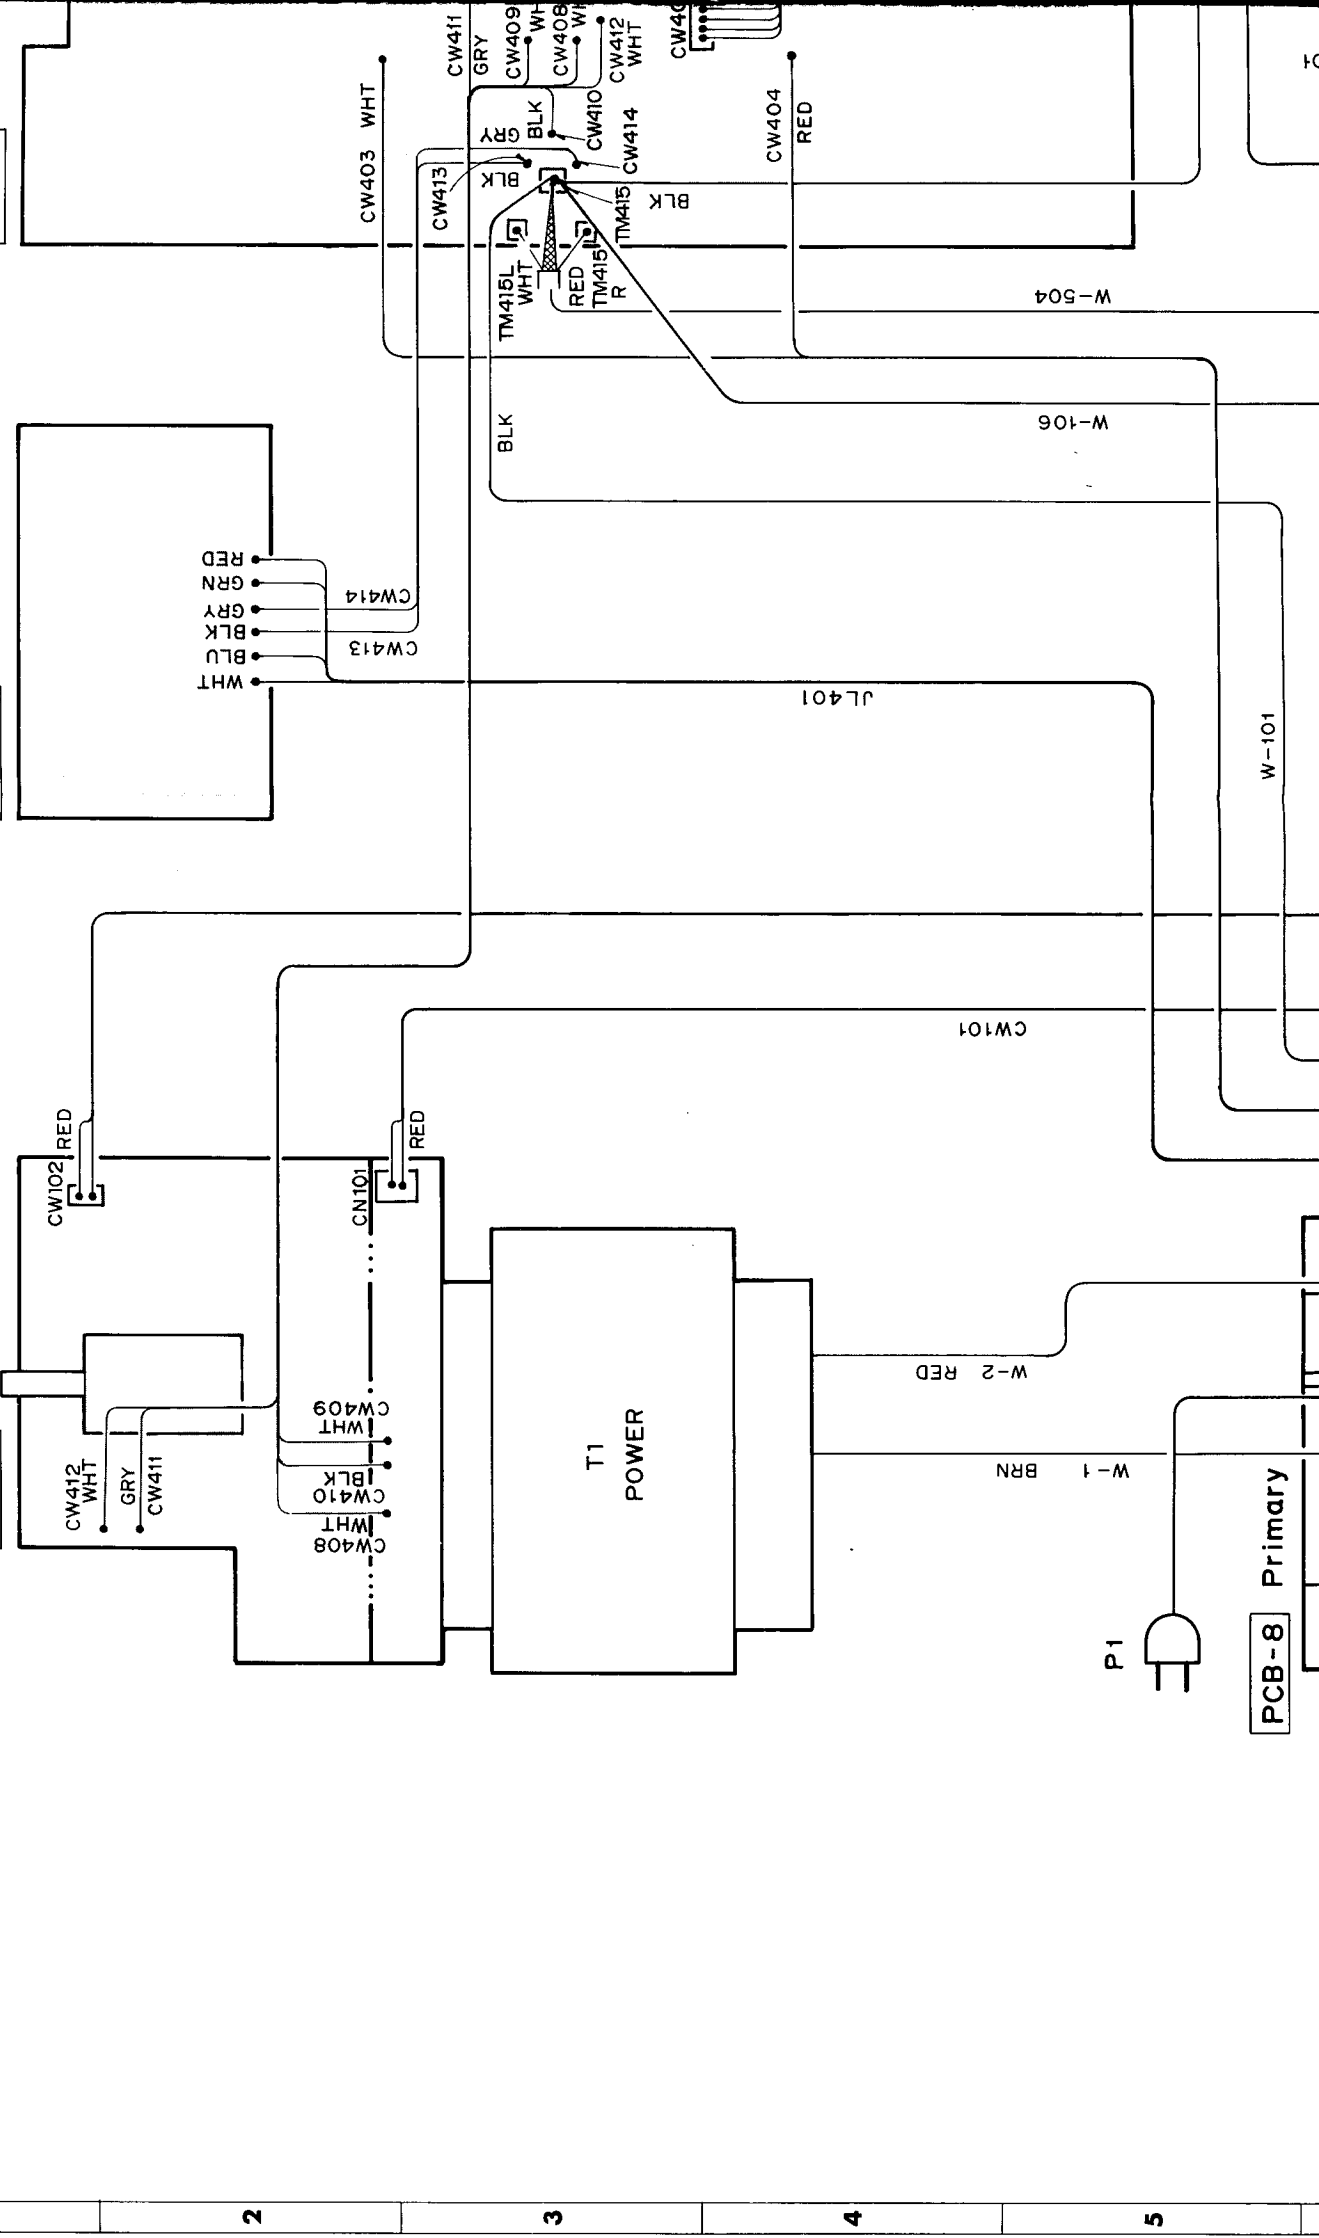 CW403 WHT
CW411
GRY
CW409
CW408
CW412
WHT
BLK
CW410
GRY
CW414
CW413
BLK
TM415
BLK
CW404
RED
TM415L
WHT
RED
TM415
R
W-504
W-106
BLK
RED
GRN
GRY
BLK
BLU
WHT
CW414
CW413
JL401
W-101
CW101
CW102
RED
CN101
RED
CW412
WHT
GRY
CW411
CW409
WHT
BLK
CW410
WHT
CW408
T1
POWER
W-2 RED
W-1 BRN
P1
PCB-8 Primary
2
3
4
5